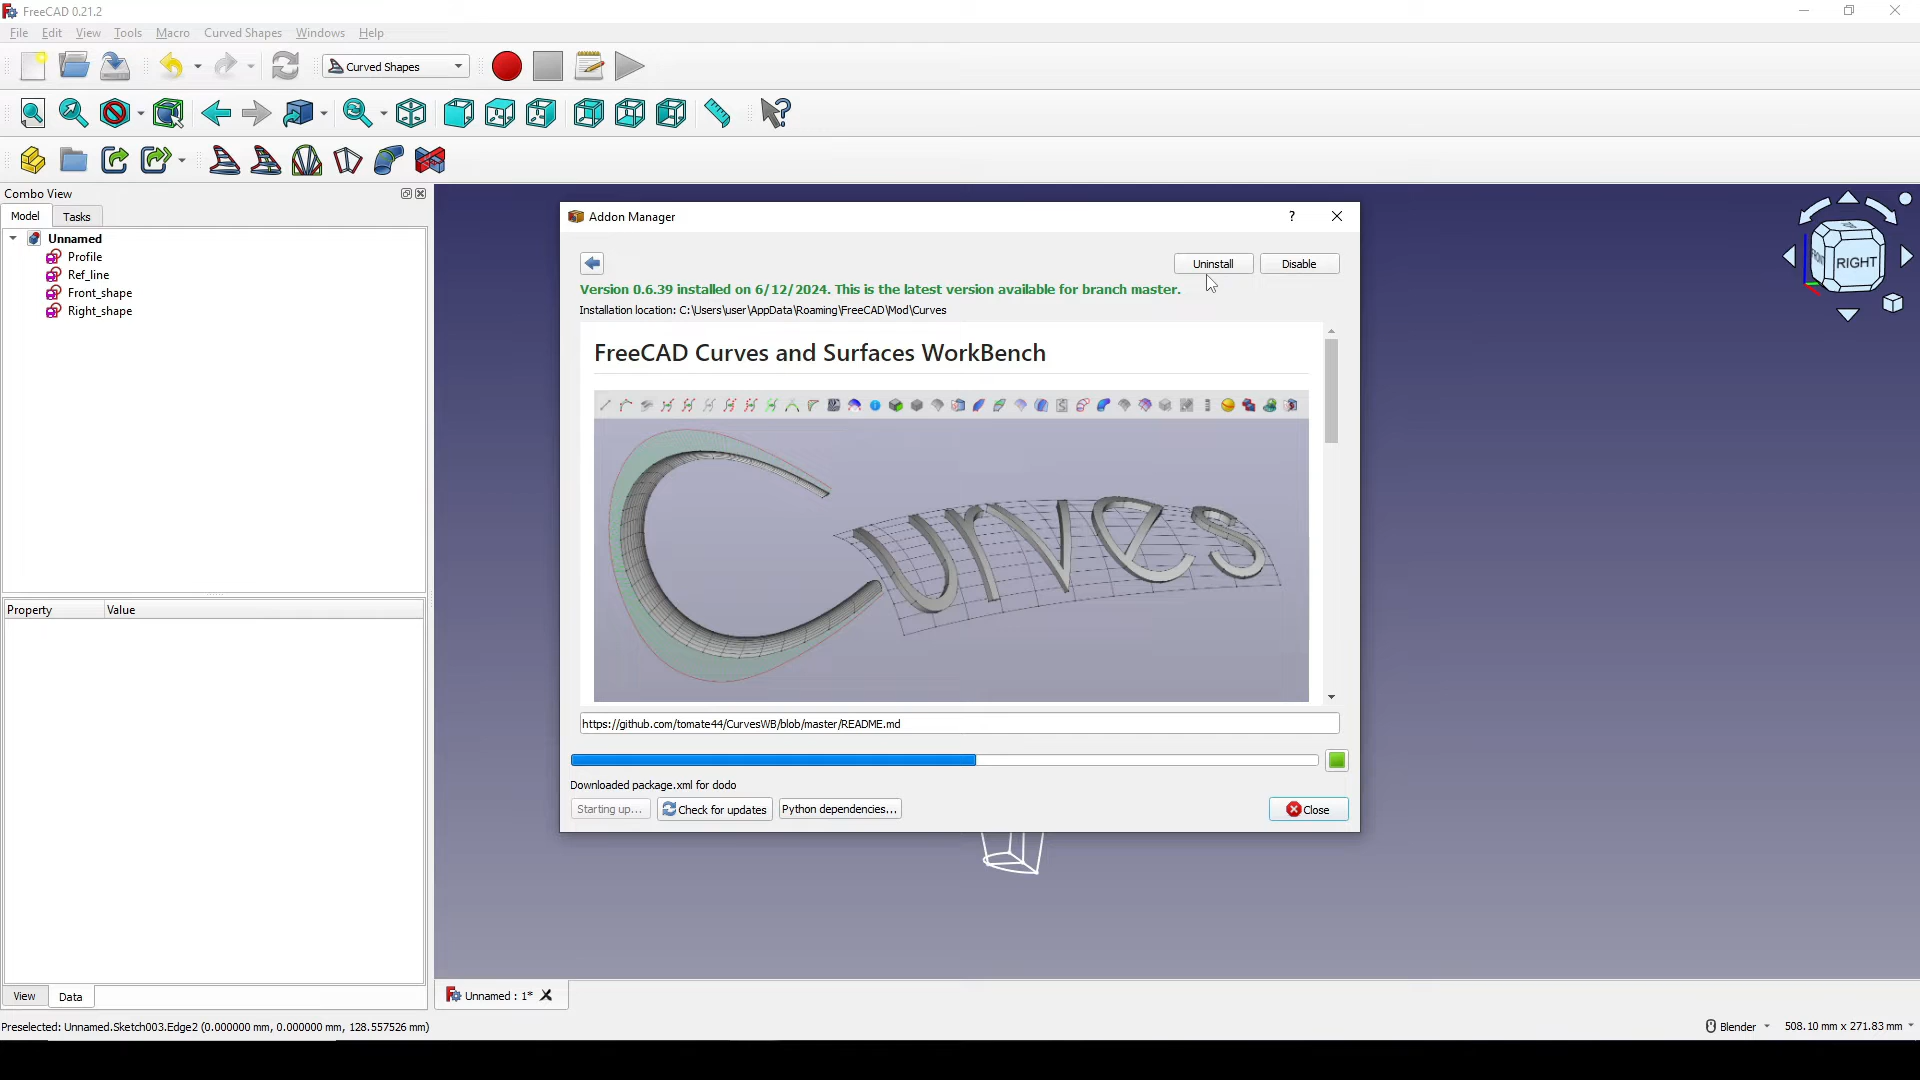 FreeCAD 0.21.2
File Edit View Tools Macro Curved Shapes Windows Help
Curved Shapes
Combo View
Model Tasks
Unnamed
Profile
Ref_line
Front_shape
Right_shape
Property Value
View Data
Addon Manager
Uninstall Disable
Version 0.6.39 installed on 6/12/2024. This is the latest version available for branch master.
Installation location: C:\Users\user\AppData\Roaming\FreeCAD\Mod\Curves
FreeCAD Curves and Surfaces WorkBench
Curves
https://github.com/tomate44/CurvesWB/blob/master/README.md
Downloaded package.xml for dodo
Starting up... Check for updates Python dependencies... Close
RIGHT
Unnamed : 1*
Preselected: Unnamed.Sketch003.Edge2 (0.000000 mm, 0.000000 mm, 128.557526 mm)
Blender 508.10 mm x 271.83 mm